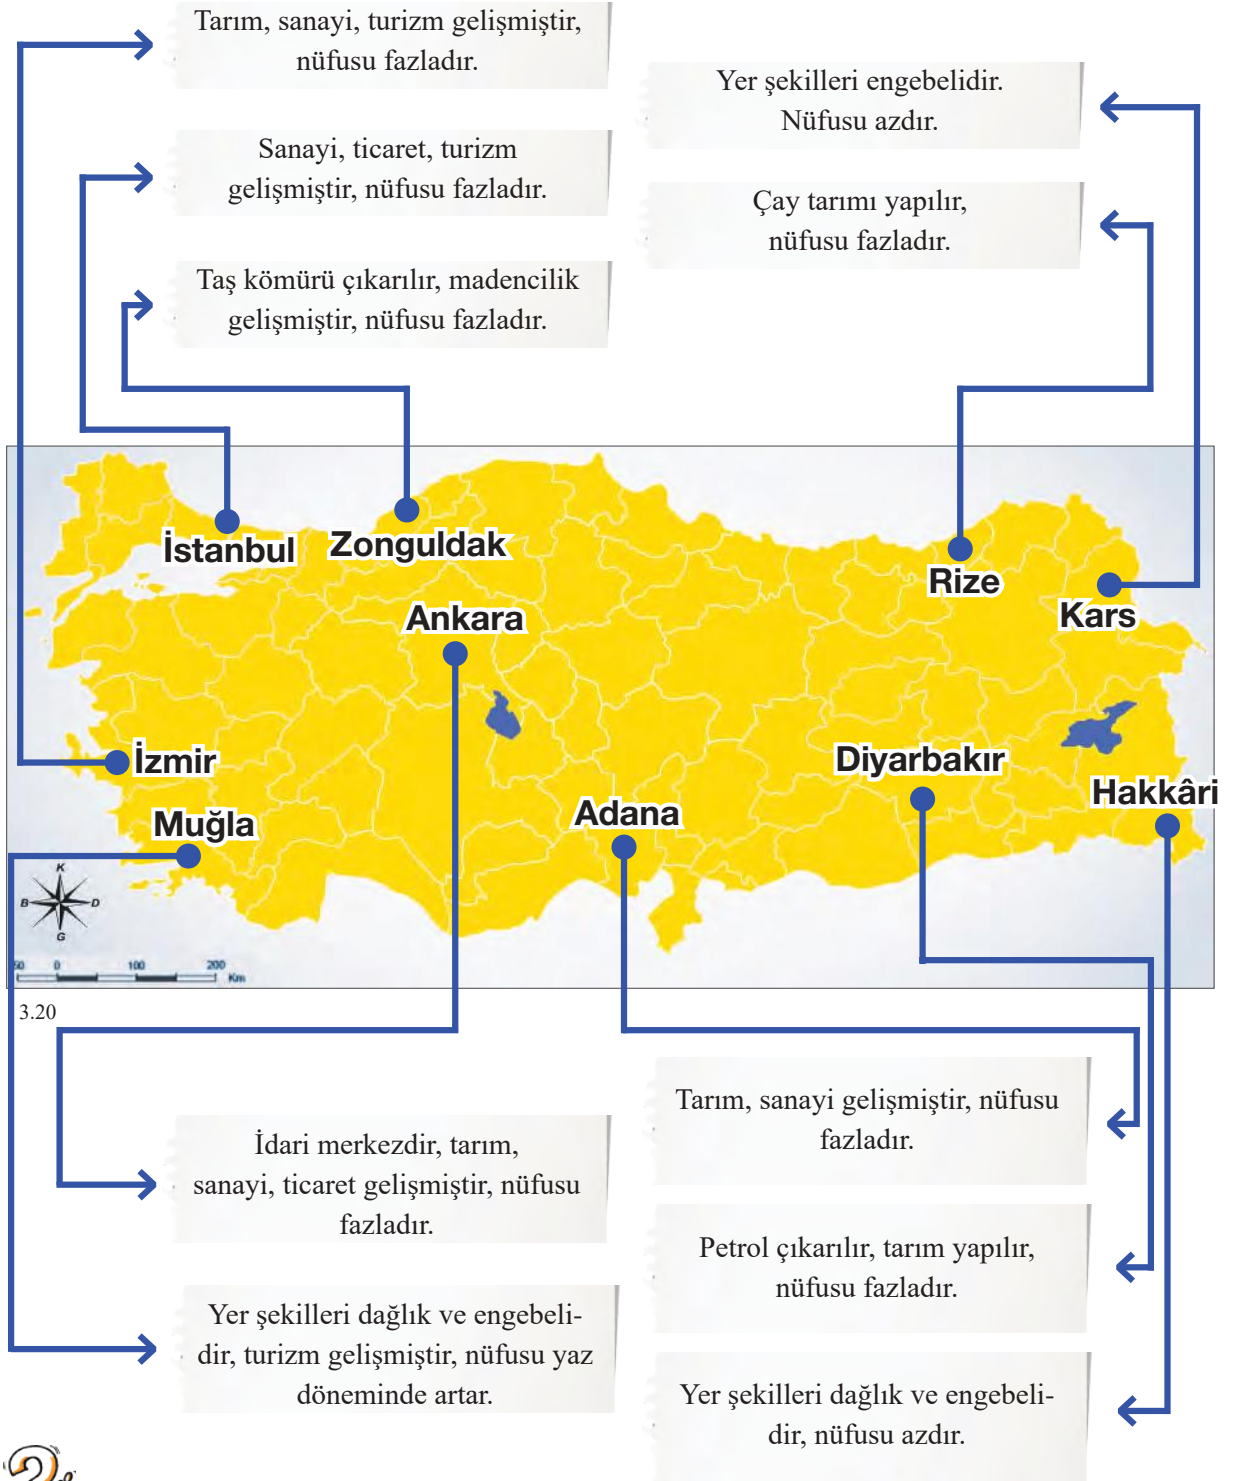 Tarım, sanayi, turizm gelişmiştir,
nüfusu fazladır.
Yer şekilleri engebelidir.
Nüfusu azdır.
Sanayi, ticaret, turizm
gelişmiştir, nüfusu fazladır.
Çay tarımı yapılır,
nüfusu fazladır.
Taş kömürü çıkarılır, madencilik
gelişmiştir, nüfusu fazladır.
İstanbul
Zonguldak
Rize
Kars
Ankara
İzmir
Diyarbakır
Hakkâri
Muğla
Adana
K
B
D
G
50 0 100 200
Km
3.20
Tarım, sanayi gelişmiştir, nüfusu
fazladır.
İdari merkezdir, tarım,
sanayi, ticaret gelişmiştir, nüfusu
fazladır.
Petrol çıkarılır, tarım yapılır,
nüfusu fazladır.
Yer şekilleri dağlık ve engebeli-
dir, turizm gelişmiştir, nüfusu yaz
döneminde artar.
Yer şekilleri dağlık ve engebeli-
dir, nüfusu azdır.